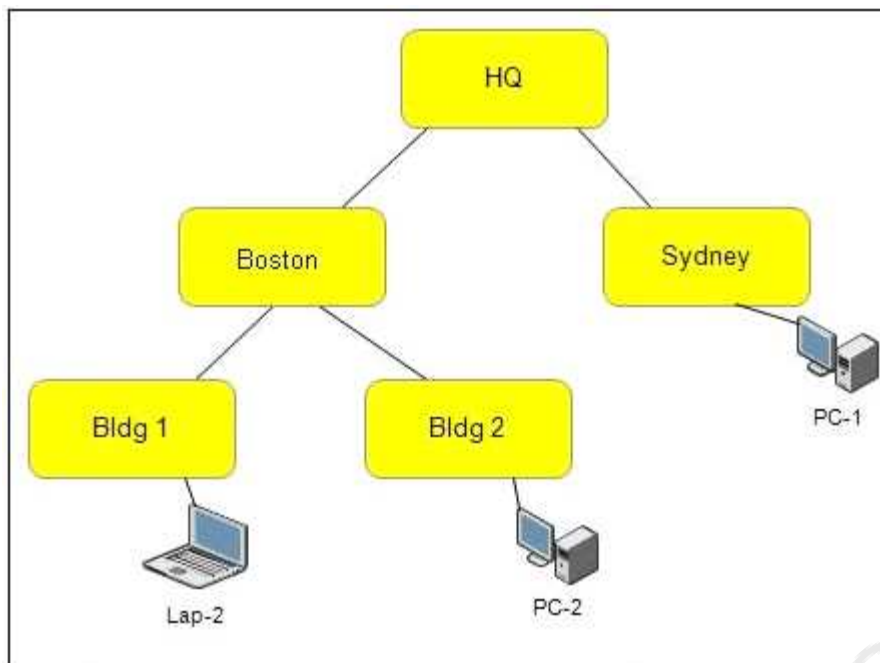 HQ
Boston
Sydney
PC-1
Bldg 1
Bldg 2
Lap-2
PC-2